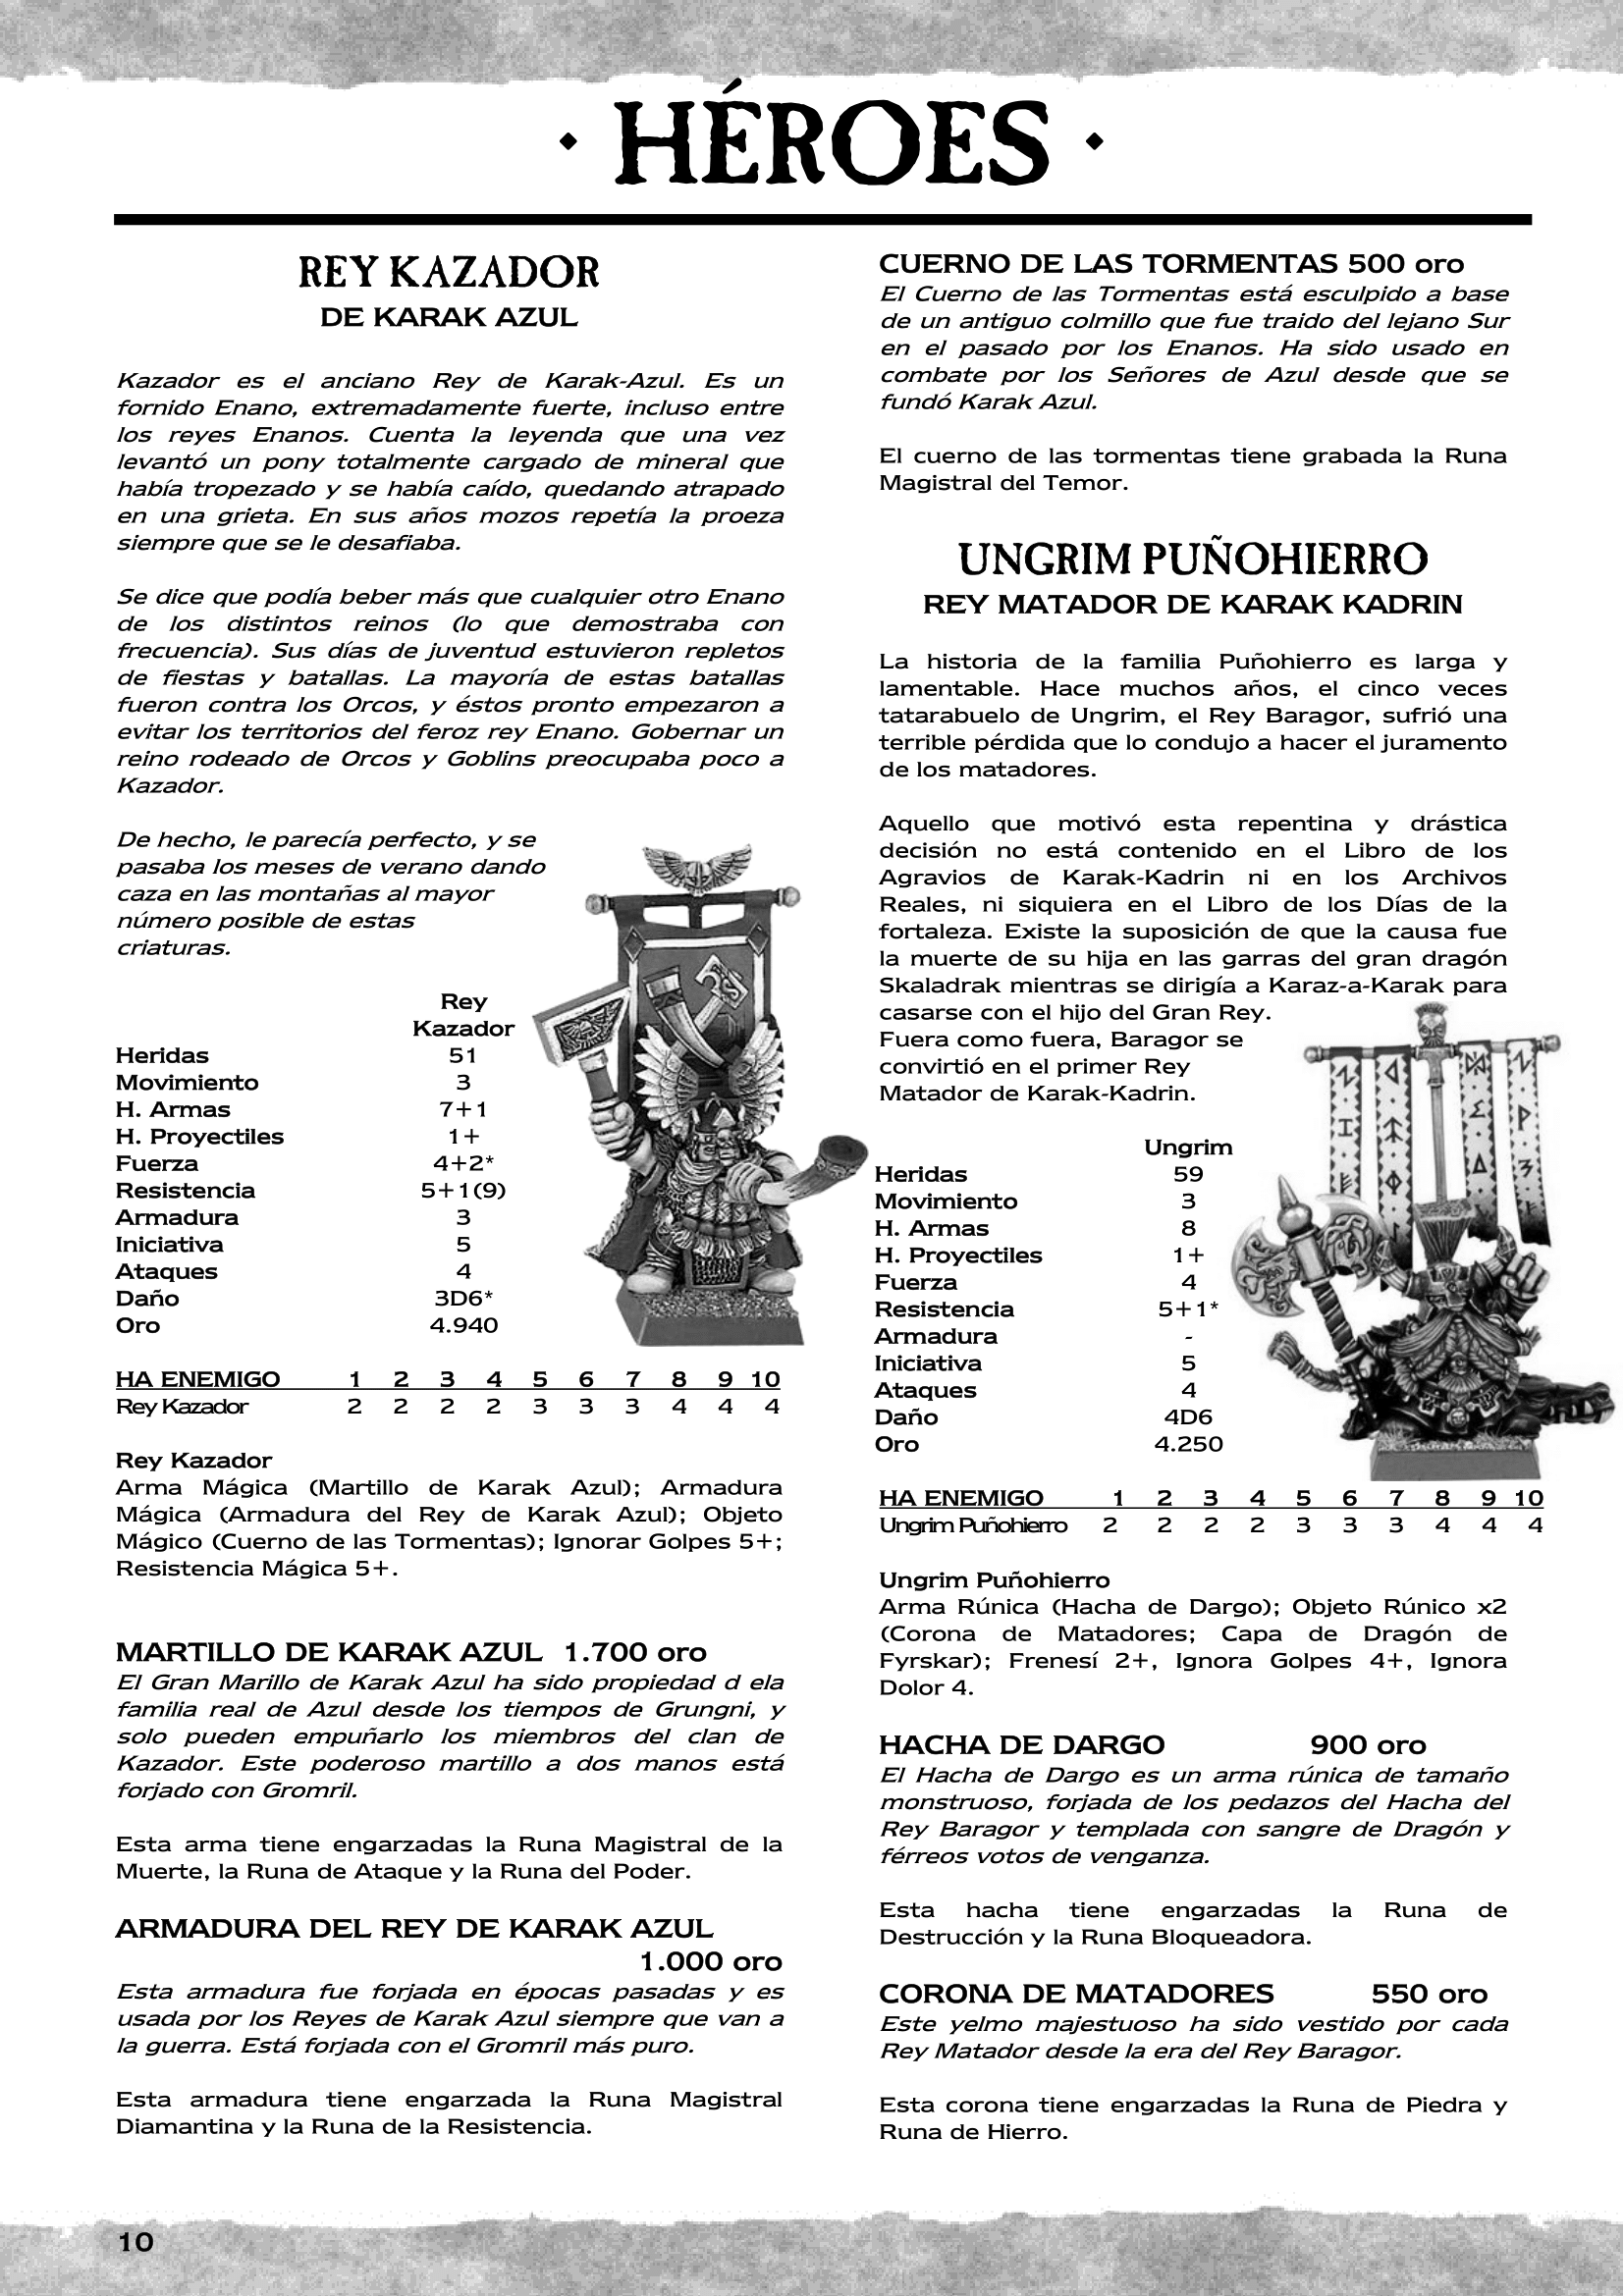 · HÉROES ·
REY KAZADOR
DE KARAK AZUL
Kazador es el anciano Rey de Karak-Azul. Es un
fornido Enano, extremadamente fuerte, incluso entre
los reyes Enanos. Cuenta la leyenda que una vez
levantó un pony totalmente cargado de mineral que
había tropezado y se había caído, quedando atrapado
en una grieta. En sus años mozos repetía la proeza
siempre que se le desafiaba.
Se dice que podía beber más que cualquier otro Enano
de los distintos reinos (lo que demostraba con
frecuencia). Sus días de juventud estuvieron repletos
de fiestas y batallas. La mayoría de estas batallas
fueron contra los Orcos, y éstos pronto empezaron a
evitar los territorios del feroz rey Enano. Gobernar un
reino rodeado de Orcos y Goblins preocupaba poco a
Kazador.
De hecho, le parecía perfecto, y se
pasaba los meses de verano dando
caza en las montañas al mayor
número posible de estas
criaturas.
Rey
Kazador
Heridas 51
Movimiento 3
H. Armas 7+1
H. Proyectiles 1+
Fuerza 4+2*
Resistencia 5+1(9)
Armadura 3
Iniciativa 5
Ataques 4
Daño 3D6*
Oro 4.940
HA ENEMIGO 1 2 3 4 5 6 7 8 9 10
Rey Kazador 2 2 2 2 3 3 3 4 4 4
Rey Kazador
Arma Mágica (Martillo de Karak Azul); Armadura
Mágica (Armadura del Rey de Karak Azul); Objeto
Mágico (Cuerno de las Tormentas); Ignorar Golpes 5+;
Resistencia Mágica 5+.
MARTILLO DE KARAK AZUL 1.700 oro
El Gran Marillo de Karak Azul ha sido propiedad d ela
familia real de Azul desde los tiempos de Grungni, y
solo pueden empuñarlo los miembros del clan de
Kazador. Este poderoso martillo a dos manos está
forjado con Gromril.
Esta arma tiene engarzadas la Runa Magistral de la
Muerte, la Runa de Ataque y la Runa del Poder.
ARMADURA DEL REY DE KARAK AZUL
1.000 oro
Esta armadura fue forjada en épocas pasadas y es
usada por los Reyes de Karak Azul siempre que van a
la guerra. Está forjada con el Gromril más puro.
Esta armadura tiene engarzada la Runa Magistral
Diamantina y la Runa de la Resistencia.
CUERNO DE LAS TORMENTAS 500 oro
El Cuerno de las Tormentas está esculpido a base
de un antiguo colmillo que fue traido del lejano Sur
en el pasado por los Enanos. Ha sido usado en
combate por los Señores de Azul desde que se
fundó Karak Azul.
El cuerno de las tormentas tiene grabada la Runa
Magistral del Temor.
UNGRIM PUÑOHIERRO
REY MATADOR DE KARAK KADRIN
La historia de la familia Puñohierro es larga y
lamentable. Hace muchos años, el cinco veces
tatarabuelo de Ungrim, el Rey Baragor, sufrió una
terrible pérdida que lo condujo a hacer el juramento
de los matadores.
Aquello que motivó esta repentina y drástica
decisión no está contenido en el Libro de los
Agravios de Karak-Kadrin ni en los Archivos
Reales, ni siquiera en el Libro de los Días de la
fortaleza. Existe la suposición de que la causa fue
la muerte de su hija en las garras del gran dragón
Skaladrak mientras se dirigía a Karaz-a-Karak para
casarse con el hijo del Gran Rey.
Fuera como fuera, Baragor se
convirtió en el primer Rey
Matador de Karak-Kadrin.
Ungrim
Heridas 59
Movimiento 3
H. Armas 8
H. Proyectiles 1+
Fuerza 4
Resistencia 5+1*
Armadura -
Iniciativa 5
Ataques 4
Daño 4D6
Oro 4.250
HA ENEMIGO 1 2 3 4 5 6 7 8 9 10
Ungrim Puñohierro 2 2 2 2 3 3 3 4 4 4
Ungrim Puñohierro
Arma Rúnica (Hacha de Dargo); Objeto Rúnico x2
(Corona de Matadores; Capa de Dragón de
Fyrskar); Frenesí 2+, Ignora Golpes 4+, Ignora
Dolor 4.
HACHA DE DARGO 900 oro
El Hacha de Dargo es un arma rúnica de tamaño
monstruoso, forjada de los pedazos del Hacha del
Rey Baragor y templada con sangre de Dragón y
férreos votos de venganza.
Esta hacha tiene engarzadas la Runa de
Destrucción y la Runa Bloqueadora.
CORONA DE MATADORES 550 oro
Este yelmo majestuoso ha sido vestido por cada
Rey Matador desde la era del Rey Baragor.
Esta corona tiene engarzadas la Runa de Piedra y
Runa de Hierro.
10